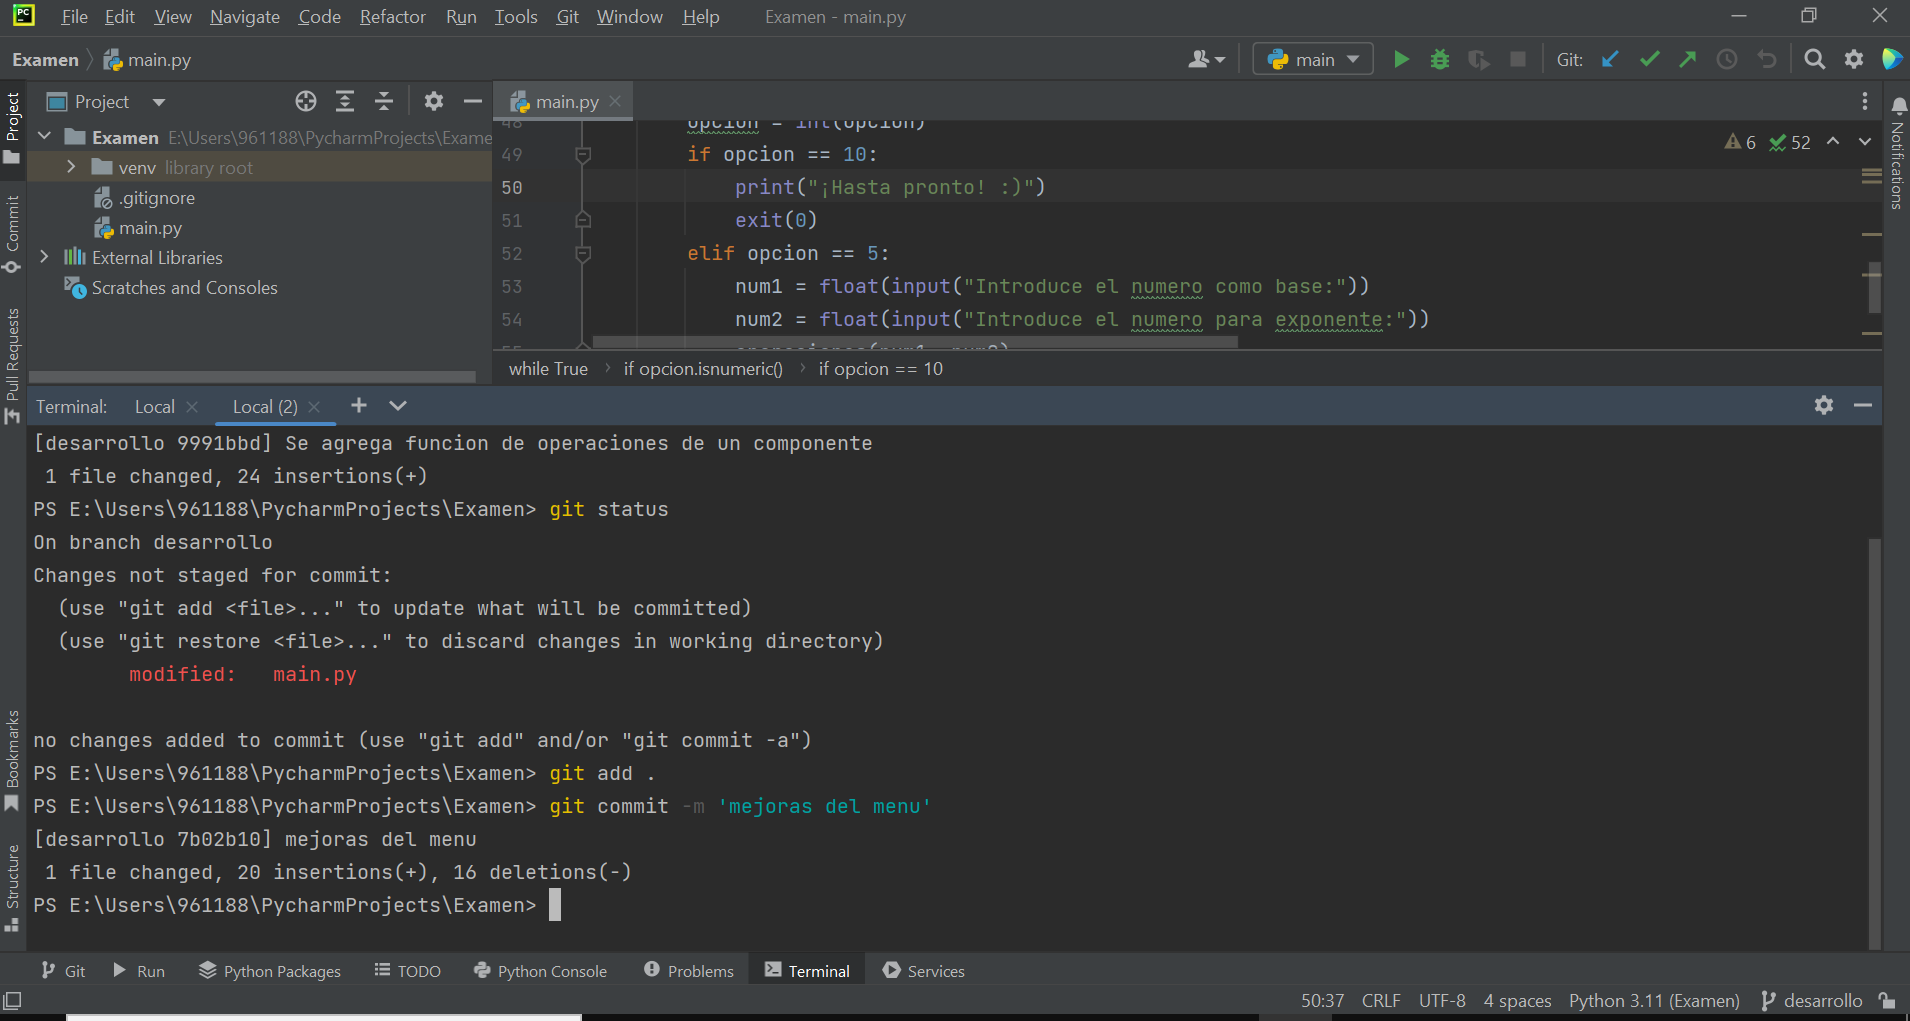 PC
File Edit View Navigate Code Refactor Run Tools Git Window Help Examen - main.py
Examen main.py main Git:
Project
main.py
Examen E:\Users\961188\PycharmProjects\Exame
venv library root
.gitignore
main.py
External Libraries
Scratches and Consoles
48 opcion = int(opcion)
49 if opcion == 10:
50 print("¡Hasta pronto! :)")
51 exit(0)
52 elif opcion == 5:
53 num1 = float(input("Introduce el numero como base:"))
54 num2 = float(input("Introduce el numero para exponente:"))
6 52
while True if opcion.isnumeric() if opcion == 10
Project
Commit
Pull Requests
Bookmarks
Structure
Notifications
Terminal: Local Local (2)
[desarrollo 9991bbd] Se agrega funcion de operaciones de un componente
1 file changed, 24 insertions(+)
PS E:\Users\961188\PycharmProjects\Examen> git status
On branch desarrollo
Changes not staged for commit:
(use "git add <file>..." to update what will be committed)
(use "git restore <file>..." to discard changes in working directory)
modified: main.py
no changes added to commit (use "git add" and/or "git commit -a")
PS E:\Users\961188\PycharmProjects\Examen> git add .
PS E:\Users\961188\PycharmProjects\Examen> git commit -m 'mejoras del menu'
[desarrollo 7b02b10] mejoras del menu
1 file changed, 20 insertions(+), 16 deletions(-)
PS E:\Users\961188\PycharmProjects\Examen>
Git Run Python Packages TODO Python Console Problems Terminal Services
50:37 CRLF UTF-8 4 spaces Python 3.11 (Examen) desarrollo